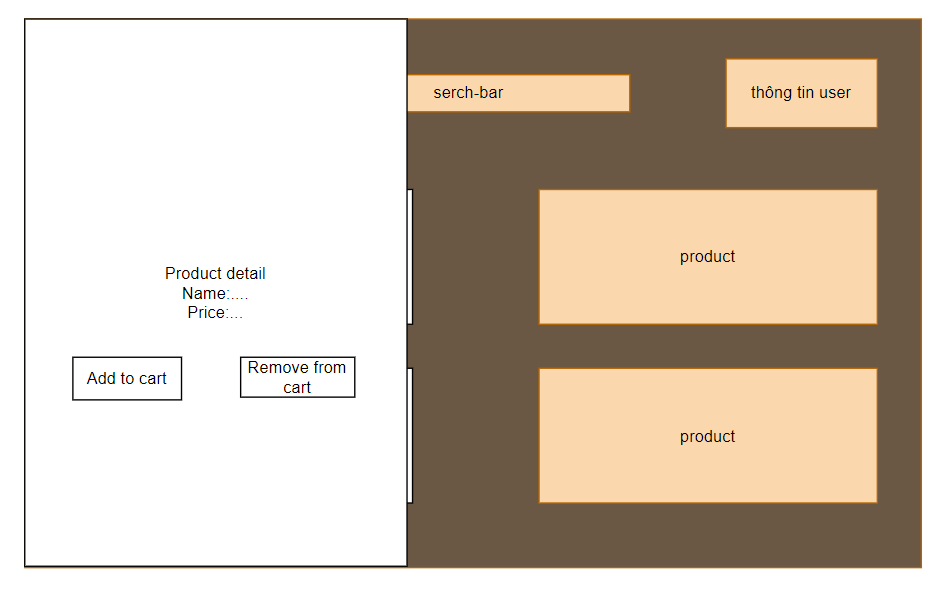 serch-bar
thông tin user
product
Product detail
Name:....
Price:...
Add to cart
Remove from
cart
product